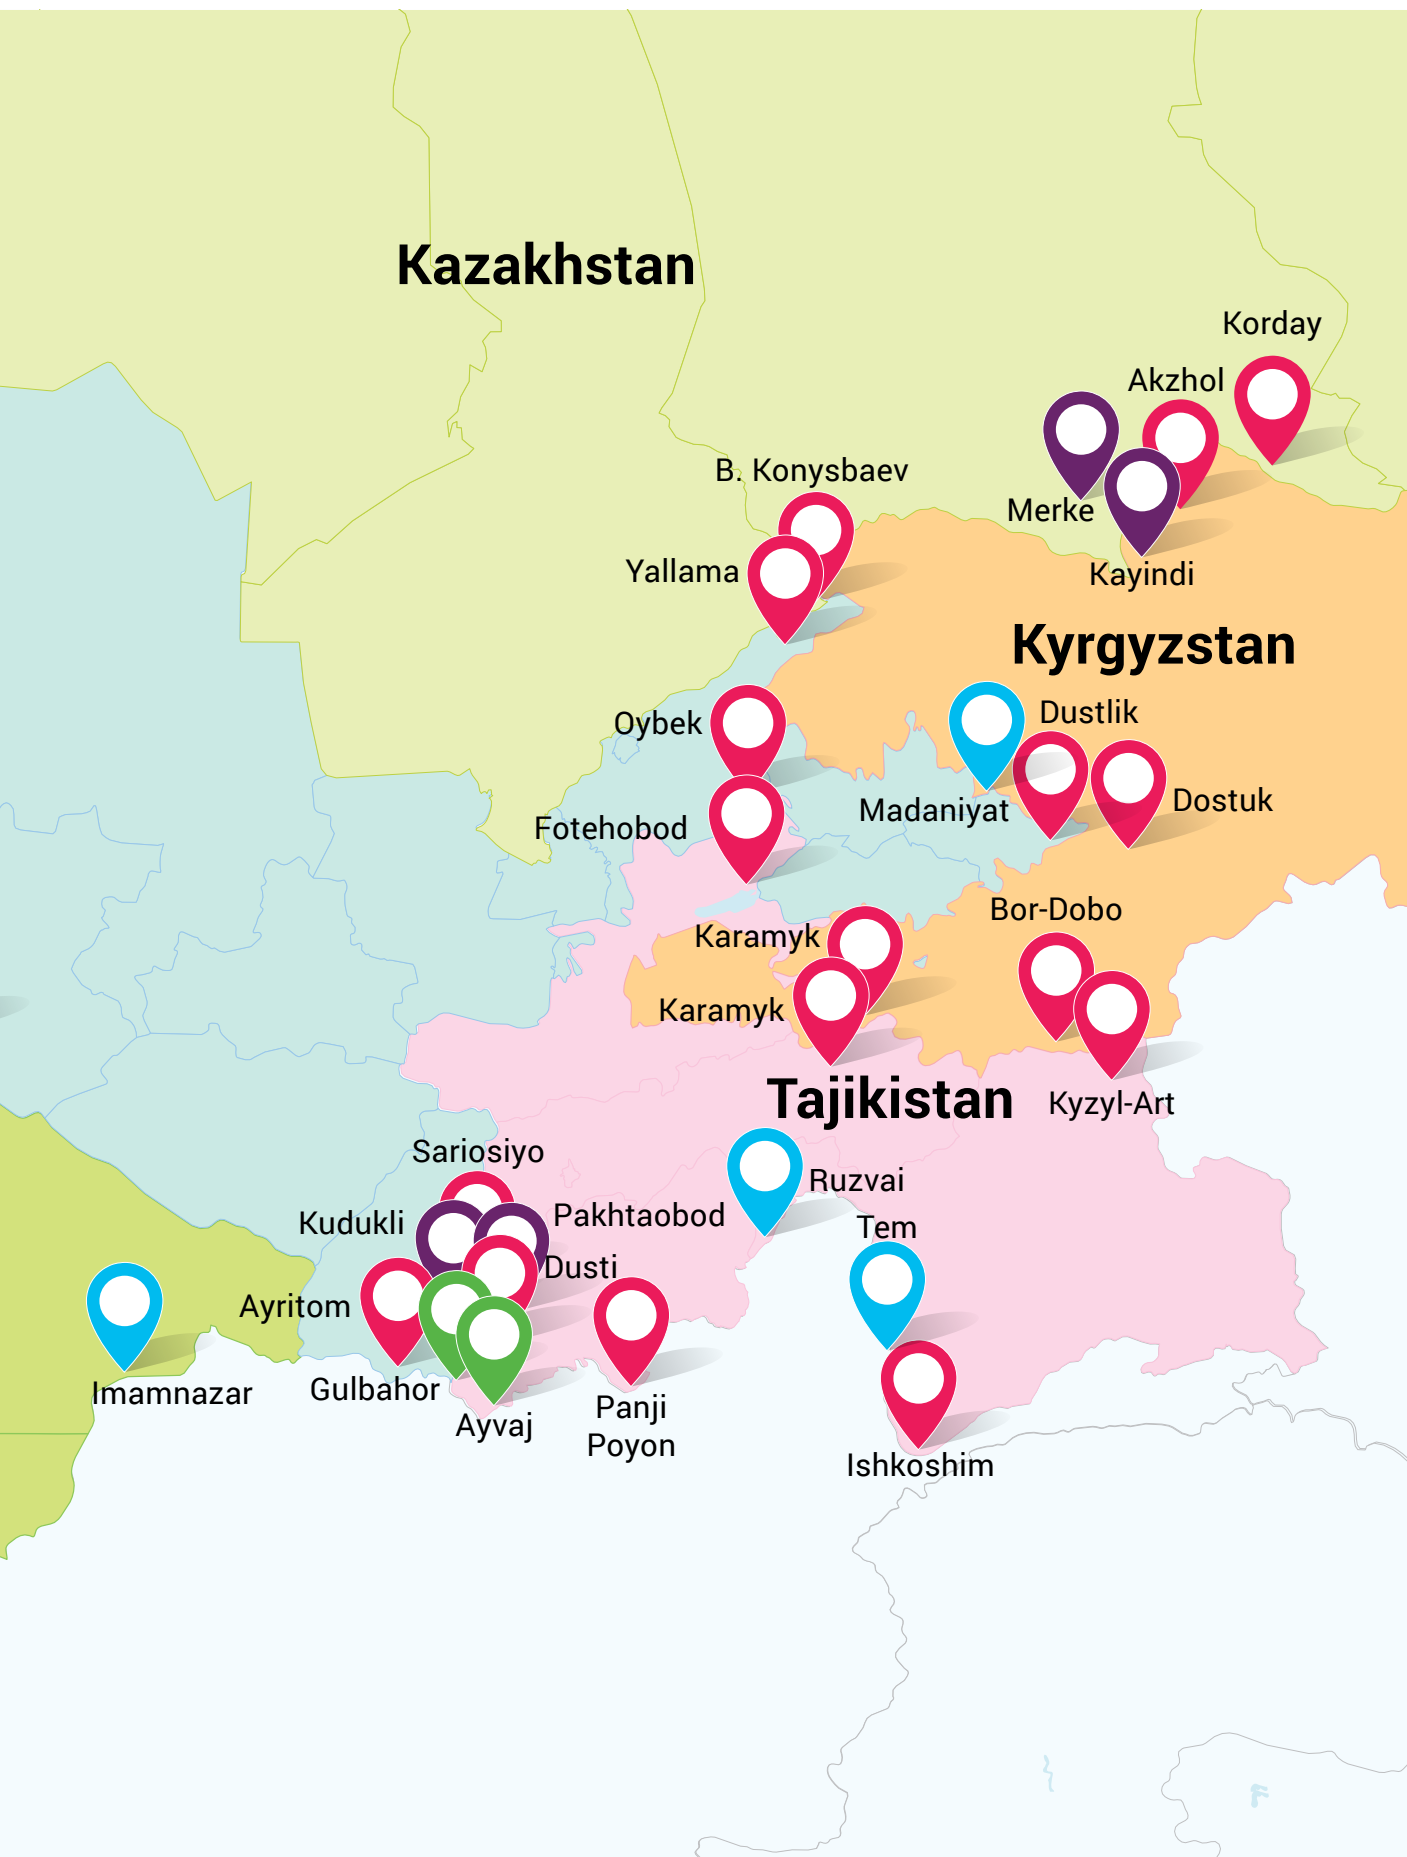 Kazakhstan
Korday
Akzhol
B. Konysbaev
Merke
Yallama
Kayindi
Kyrgyzstan
Dustlik
Oybek
Dostuk
Madaniyat
Fotehobod
Bor-Dobo
Karamyk
Karamyk
Tajikistan
Kyzyl-Art
Sariosiyo
Ruzvai
Pakhtaobod
Kudukli
Tem
Dusti
Ayritom
Imamnazar
Gulbahor
Panji
Poyon
Ayvaj
Ishkoshim